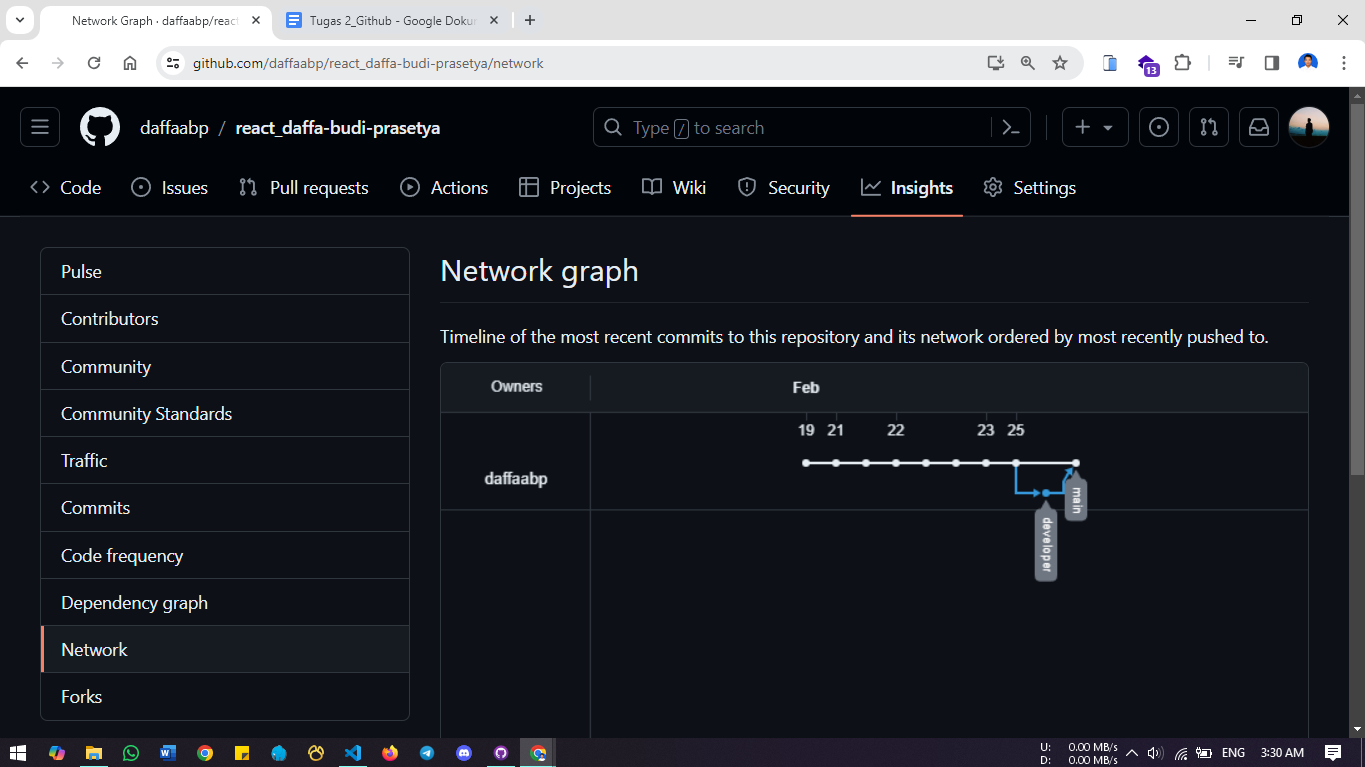 Network Graph · daffaabp/react
Tugas 2_Github - Google Dokum
github.com/daffaabp/react_daffa-budi-prasetya/network
13
daffaabp / react_daffa-budi-prasetya
Type / to search
Code Issues Pull requests Actions Projects Wiki Security Insights Settings
Pulse
Contributors
Community
Community Standards
Traffic
Commits
Code frequency
Dependency graph
Network
Forks
Network graph
Timeline of the most recent commits to this repository and its network ordered by most recently pushed to.
Owners Feb
19 21 22 23 25
daffaabp
main
developer
U: 0.00 MB/s
D: 0.00 MB/s
ENG 3:30 AM